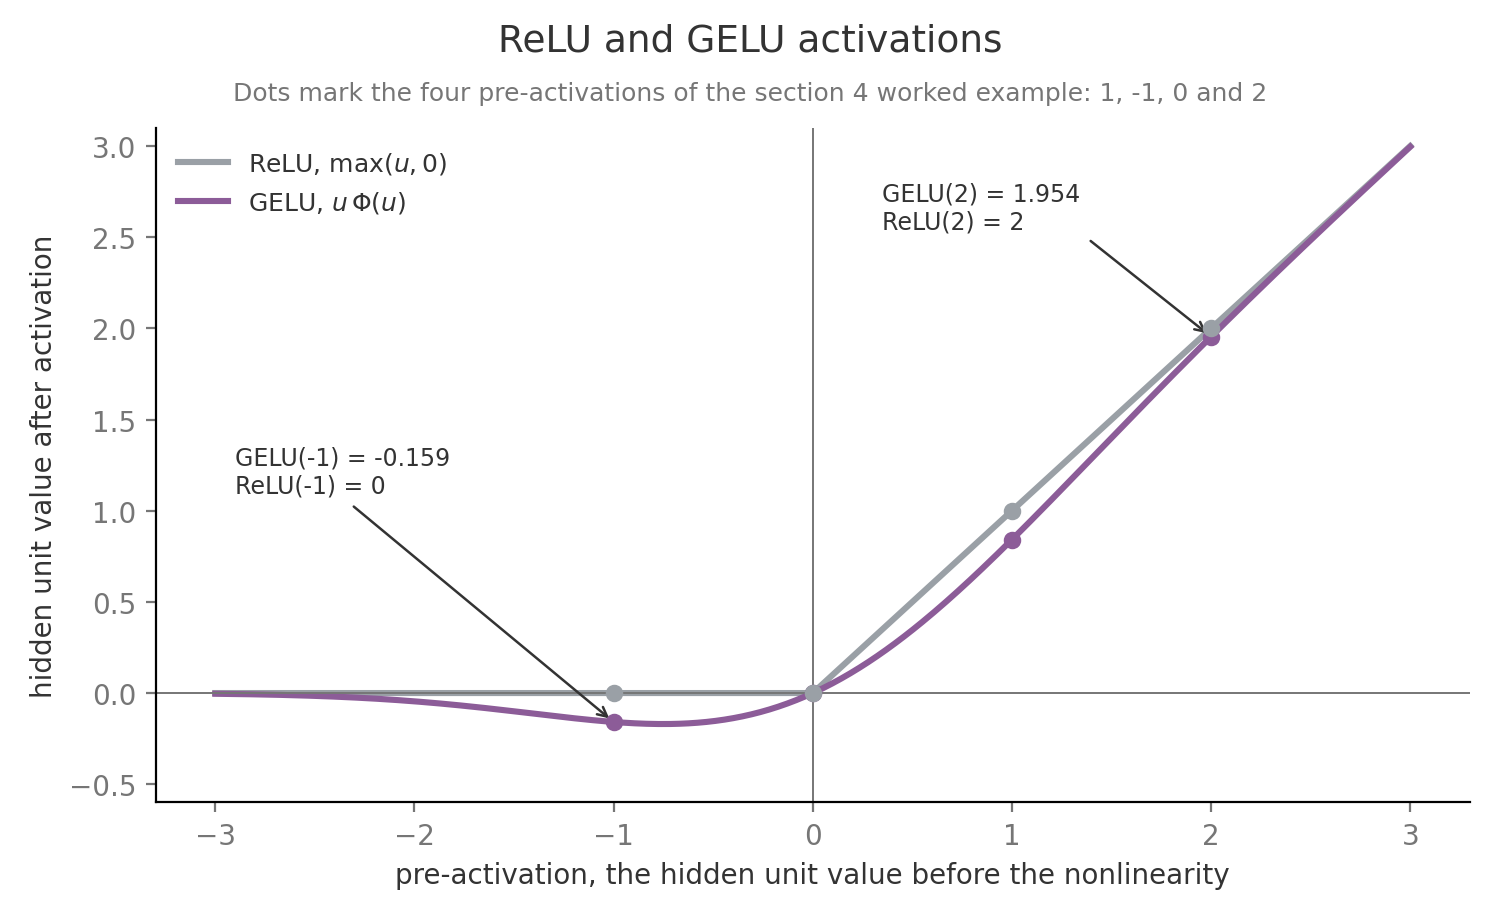 ReLU and GELU activations
Dots mark the four pre-activations of the section 4 worked example: 1, -1, 0 and 2
ReLU, max(u, 0)
GELU, u Φ(u)
GELU(2) = 1.954
ReLU(2) = 2
GELU(-1) = -0.159
ReLU(-1) = 0
hidden unit value after activation
3.0
2.5
2.0
1.5
1.0
0.5
0.0
−0.5
−3 −2 −1 0 1 2 3
pre-activation, the hidden unit value before the nonlinearity